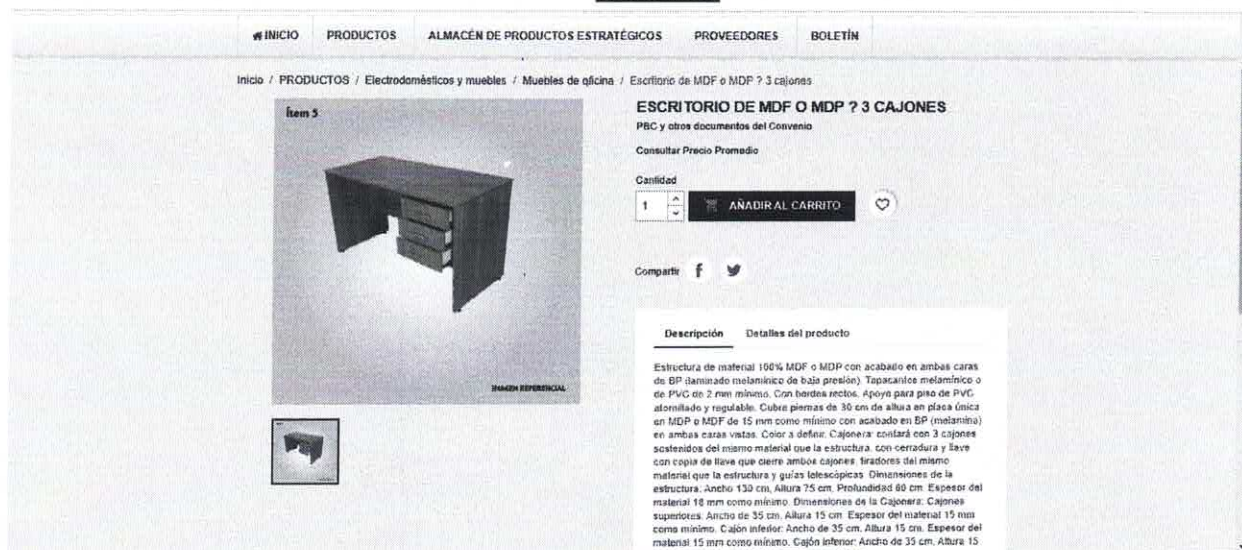 INICIO PRODUCTOS ALMACÉN DE PRODUCTOS ESTRATÉGICOS PROVEEDORES BOLETÍN
Inicio / PRODUCTOS / Electrodomésticos y muebles / Muebles de oficina / Escritorio de MDF o MDP ? 3 cajones
Ítem 5
IMAGEN REFERENCIAL
ESCRITORIO DE MDF O MDP ? 3 CAJONES
PBC y otros documentos del Convenio
Consultar Precio Promedio
Cantidad
1 AÑADIR AL CARRITO
Compartir
Descripción Detalles del producto
Estructura de material 100% MDF o MDP con acabado en ambas caras
de BP (laminado melamínico de baja presión). Tapacantos melamínico o
de PVC de 2 mm mínimo. Con bordes rectos. Apoyo para piso de PVC
atornillado y regulable. Cubre piernas de 30 cm de altura en placa única
en MDP o MDF de 15 mm como mínimo con acabado en BP (melamina)
en ambas caras vistas. Color a definir. Cajonera: contará con 3 cajones
sostenidos del mismo material que la estructura, con cerradura y llave
con copia de llave que cierre ambos cajones, tiradores del mismo
material que la estructura y guías telescópicas. Dimensiones de la
estructura: Ancho 130 cm, Altura 75 cm, Profundidad 60 cm. Espesor del
material 18 mm como mínimo. Dimensiones de la Cajonera: Cajones
superiores: Ancho de 35 cm. Altura 15 cm. Espesor del material 15 mm
como mínimo. Cajón inferior: Ancho de 35 cm. Altura 15 cm. Espesor del
material 15 mm como mínimo. Cajón inferior: Ancho de 35 cm. Altura 15